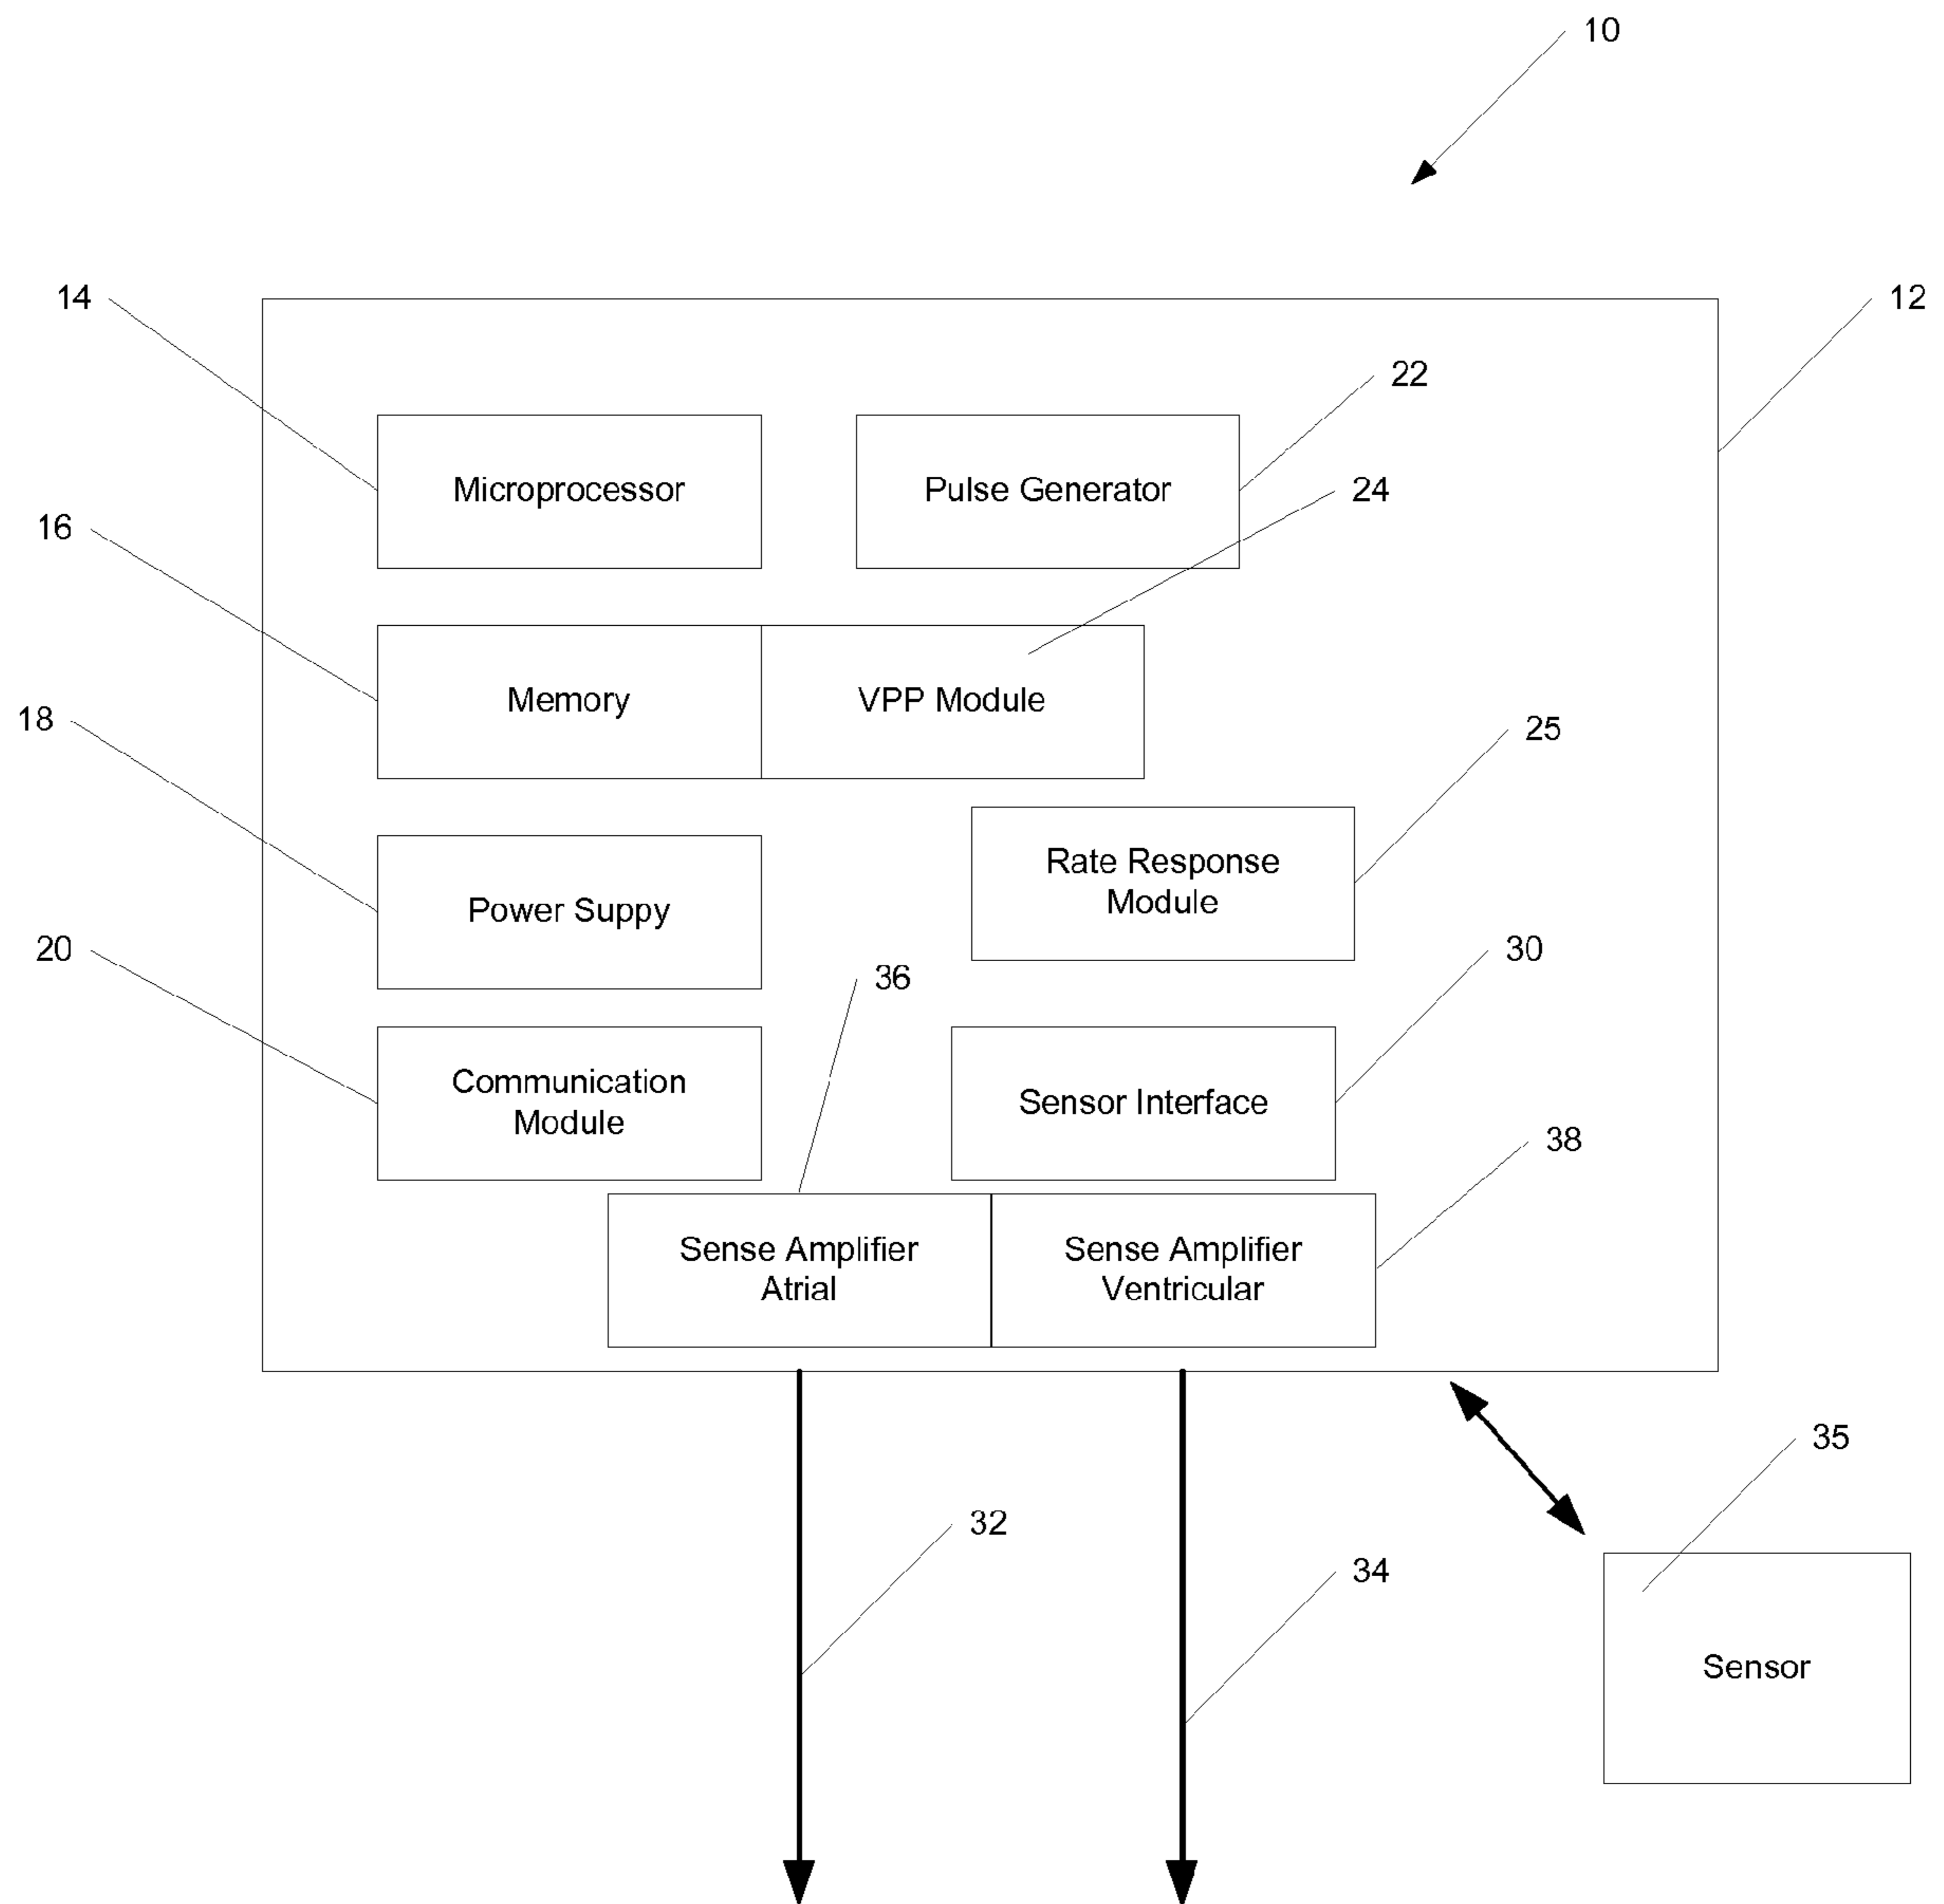 10
14
12
22
Microprocessor
Pulse Generator
24
16
Memory
VPP Module
18
25
Rate Response
Module
Power Suppy
20
36
30
Communication
Module
Sensor Interface
38
Sense Amplifier
Atrial
Sense Amplifier
Ventricular
35
32
34
Sensor